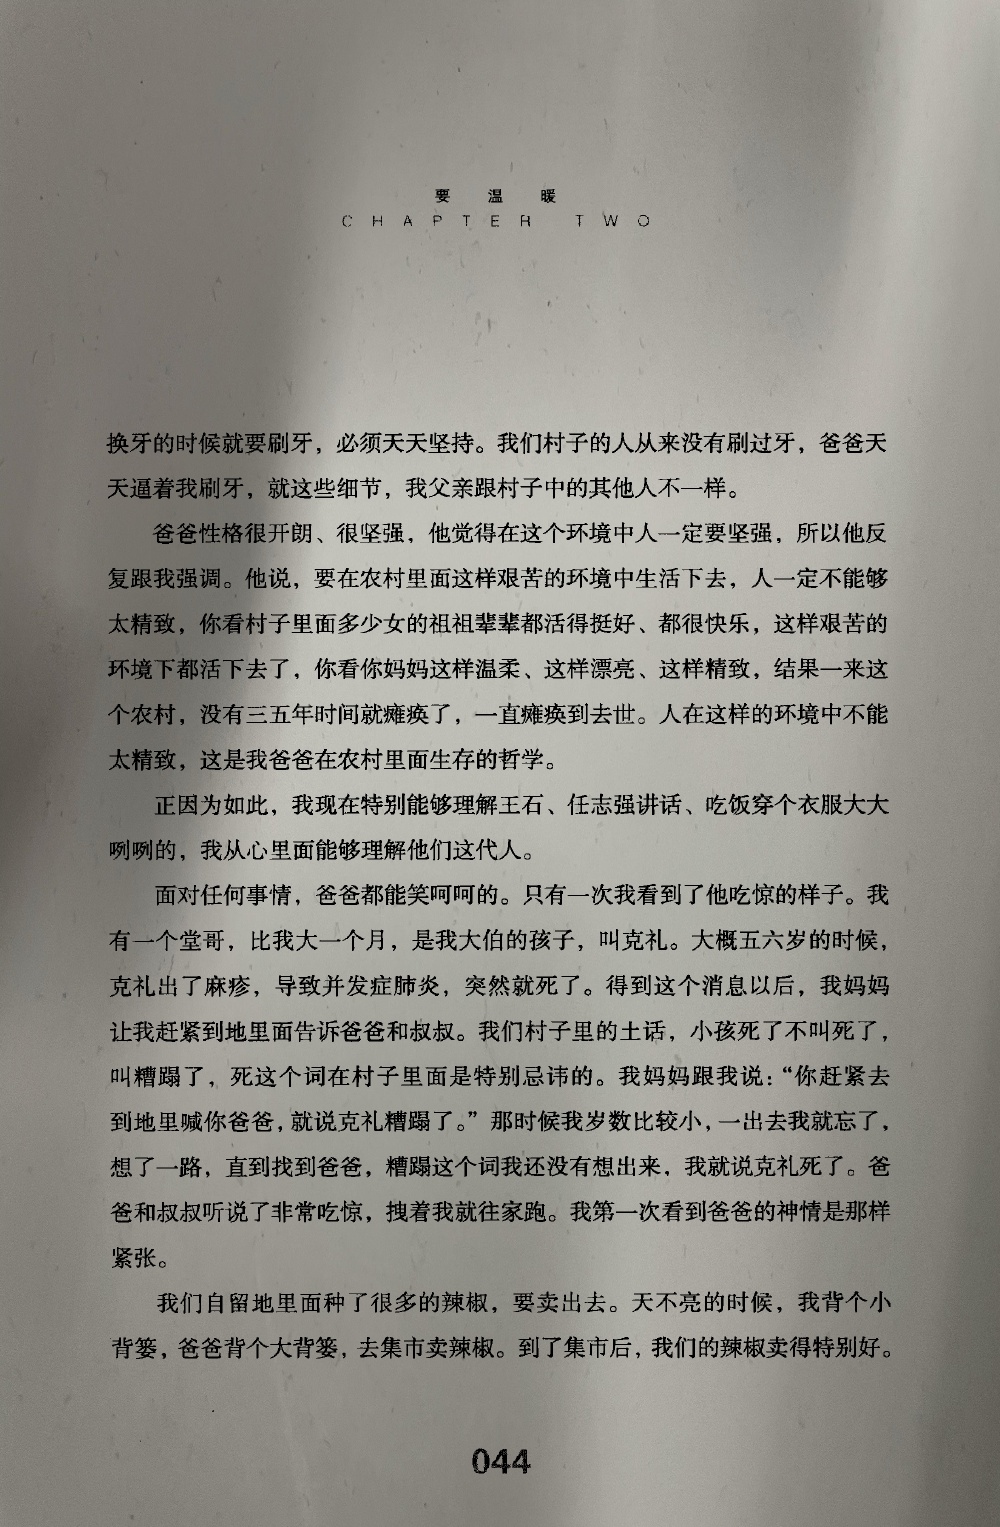 要温暖
CHAPTER TWO
换牙的时候就要刷牙，必须天天坚持。我们村子的人从来没有刷过牙，爸爸天
天逼着我刷牙，就这些细节，我父亲跟村子中的其他人不一样。
爸爸性格很开朗、很坚强，他觉得在这个环境中人一定要坚强，所以他反
复跟我强调。他说，要在农村里面这样艰苦的环境中生活下去，人一定不能够
太精致，你看村子里面多少女的祖祖辈辈都活得挺好、都很快乐，这样艰苦的
环境下都活下去了，你看你妈妈这样温柔、这样漂亮、这样精致，结果一来这
个农村，没有三五年时间就瘫痪了，一直瘫痪到去世。人在这样的环境中不能
太精致，这是我爸爸在农村里面生存的哲学。
正因为如此，我现在特别能够理解王石、任志强讲话、吃饭穿个衣服大大
咧咧的，我从心里面能够理解他们这代人。
面对任何事情，爸爸都能笑呵呵的。只有一次我看到了他吃惊的样子。我
有一个堂哥，比我大一个月，是我大伯的孩子，叫克礼。大概五六岁的时候，
克礼出了麻疹，导致并发症肺炎，突然就死了。得到这个消息以后，我妈妈
让我赶紧到地里面告诉爸爸和叔叔。我们村子里的土话，小孩死了不叫死了，
叫糟蹋了，死这个词在村子里面是特别忌讳的。我妈妈跟我说：“你赶紧去
到地里喊你爸爸，就说克礼糟蹋了。”那时候我岁数比较小，一出去我就忘了，
想了一路，直到找到爸爸，糟蹋这个词我还没有想出来，我就说克礼死了。爸
爸和叔叔听说了非常吃惊，拽着我就往家跑。我第一次看到爸爸的神情是那样
紧张。
我们自留地里面种了很多的辣椒，要卖出去。天不亮的时候，我背个小
背篓，爸爸背个大背篓，去集市卖辣椒。到了集市后，我们的辣椒卖得特别好。
044